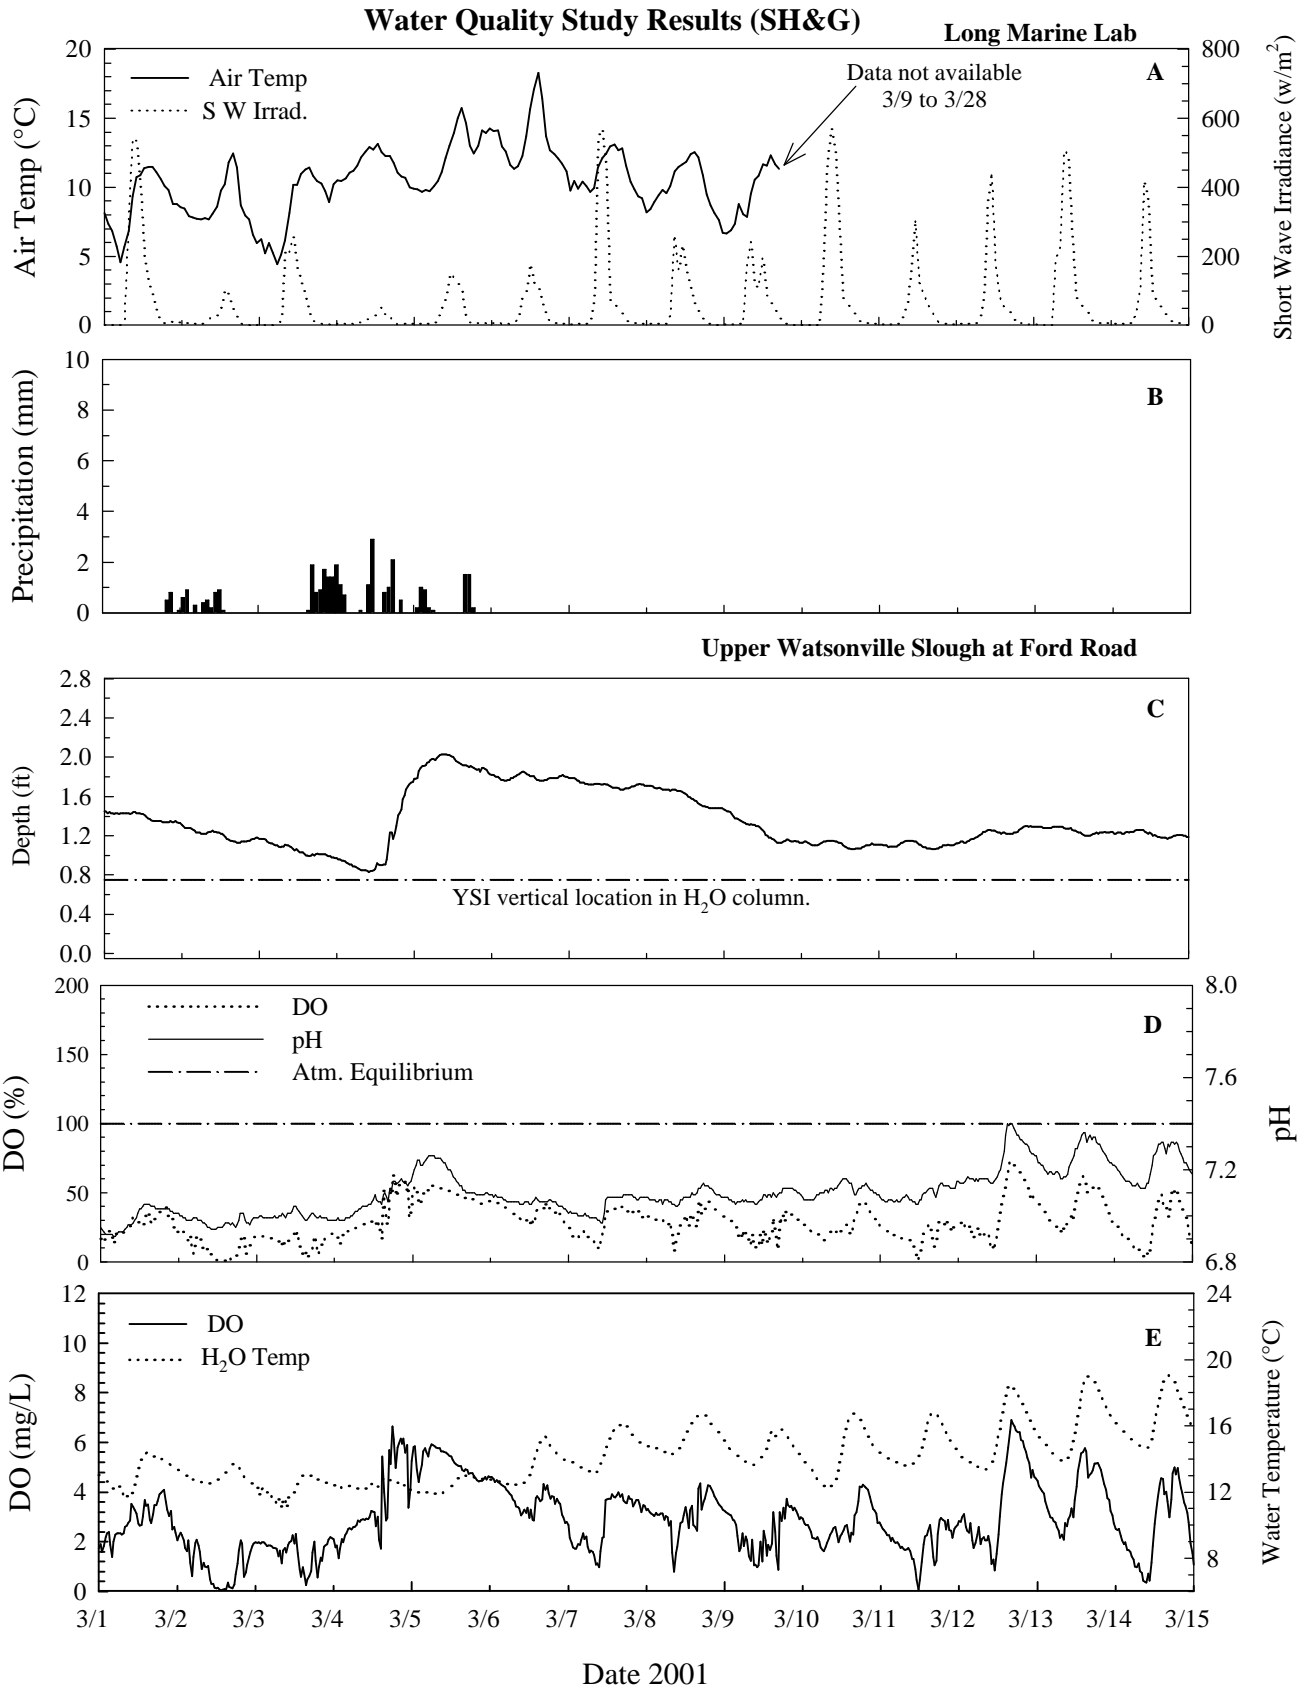 Water Quality Study Results (SH&G)
Long Marine Lab
A
Air Temp
S W Irrad.
Data not available
3/9 to 3/28
Air Temp (°C)
20
15
10
5
0
Short Wave Irradiance (w/m²)
800
600
400
200
0
B
Precipitation (mm)
10
8
6
4
2
0
Upper Watsonville Slough at Ford Road
C
Depth (ft)
2.8
2.4
2.0
1.6
1.2
0.8
0.4
0.0
YSI vertical location in H₂O column.
D
DO
pH
Atm. Equilibrium
DO (%)
200
150
100
50
0
pH
8.0
7.6
7.2
6.8
E
DO
H₂O Temp
DO (mg/L)
12
10
8
6
4
2
0
Water Temperature (°C)
24
20
16
12
8
3/1 3/2 3/3 3/4 3/5 3/6 3/7 3/8 3/9 3/10 3/11 3/12 3/13 3/14 3/15
Date 2001